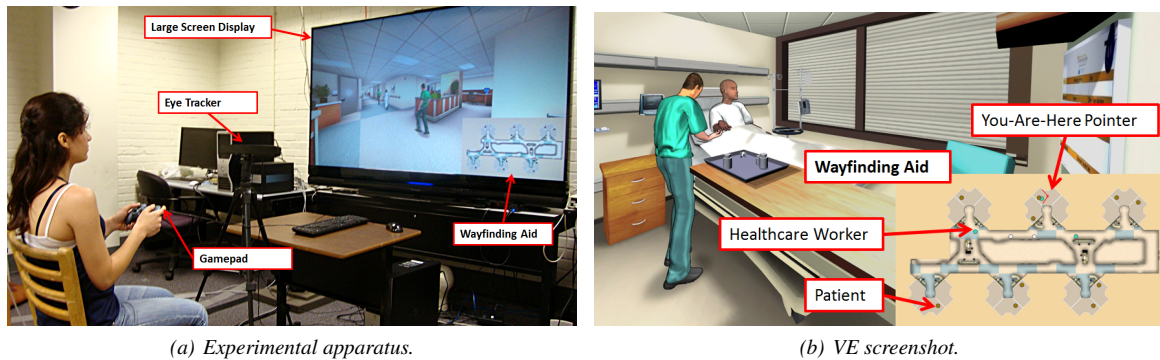 Large Screen Display
Eye Tracker
Gamepad
Wayfinding Aid
(a) Experimental apparatus.
You-Are-Here Pointer
Wayfinding Aid
Healthcare Worker
Patient
(b) VE screenshot.